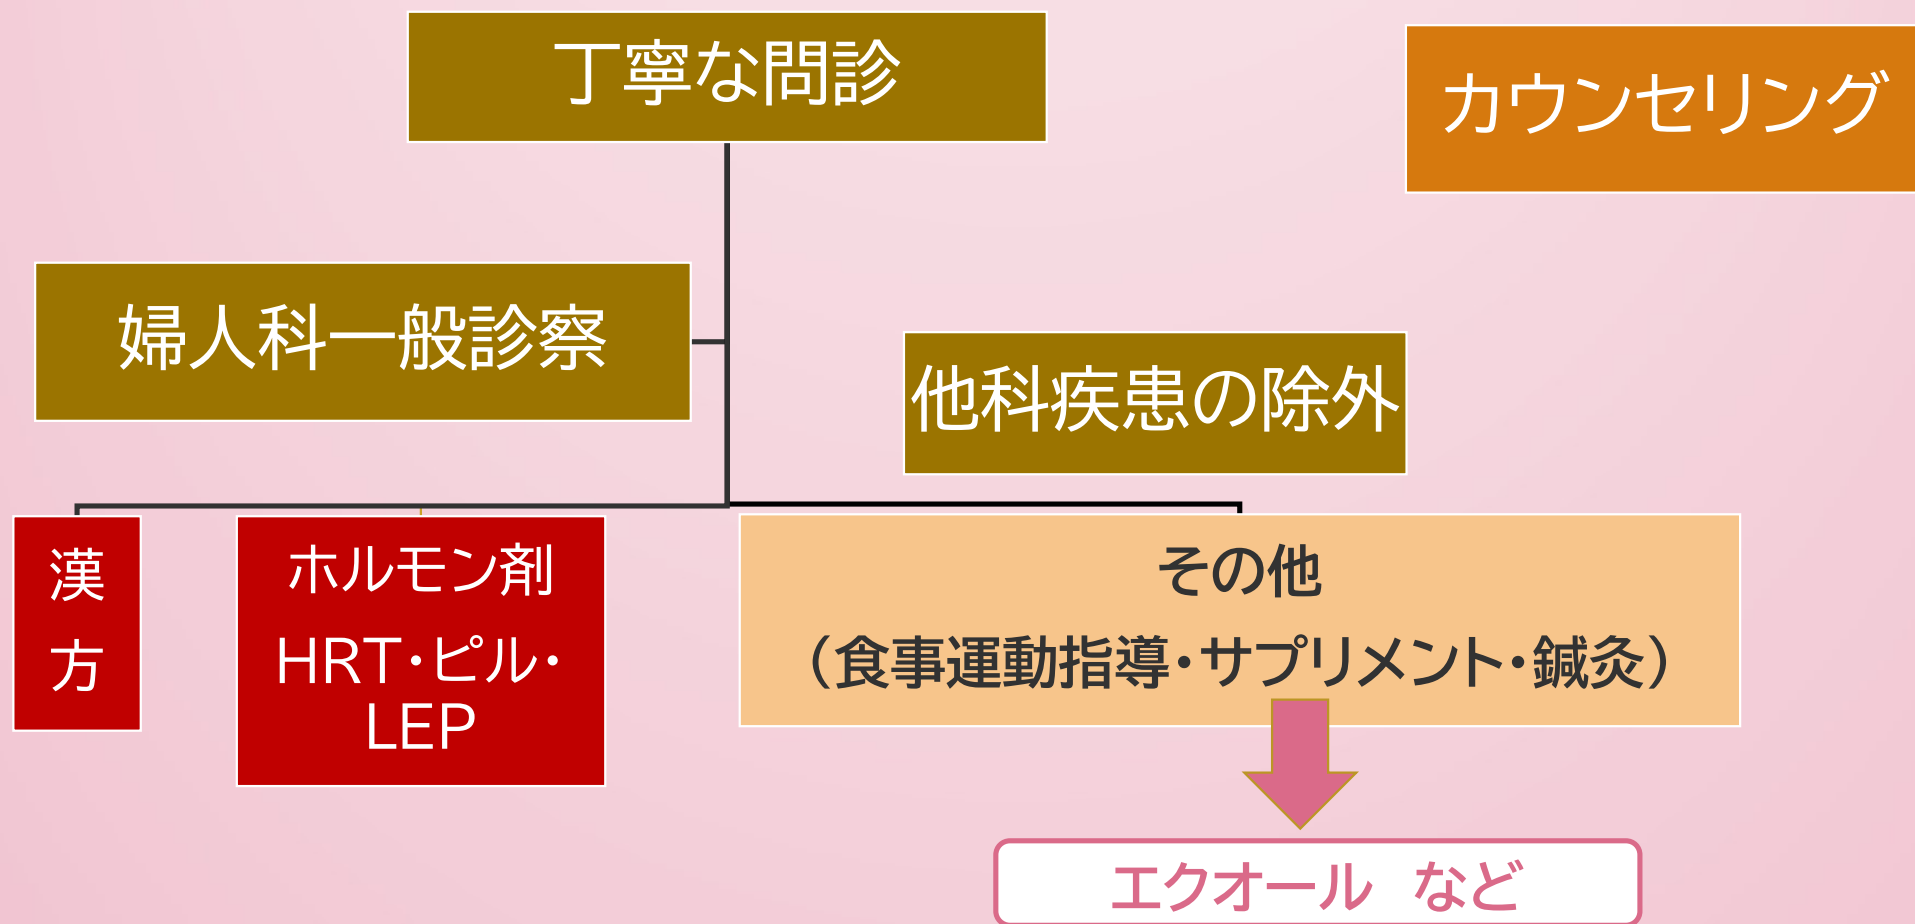 丁寧な問診
カウンセリング
婦人科一般診察
他科疾患の除外
漢
方
ホルモン剤
HRT・ピル・
LEP
その他
（食事運動指導・サプリメント・鍼灸）
エクオール　など